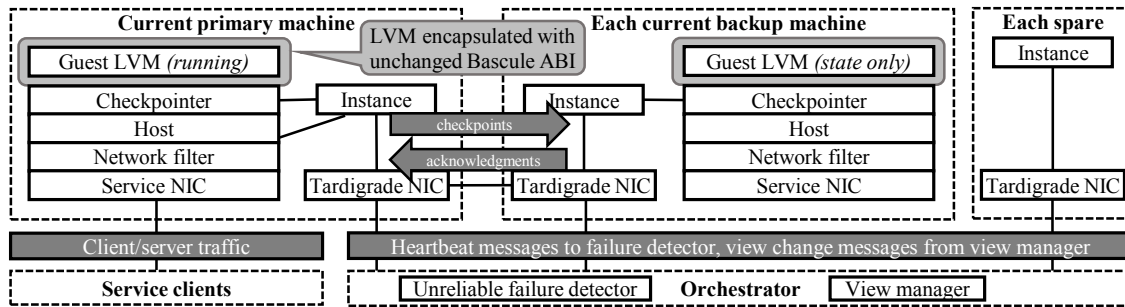 Current primary machine
LVM encapsulated with
unchanged Bascule ABI
Guest LVM (running)
Checkpointer
Host
Network filter
Service NIC
Instance
Tardigrade NIC
checkpoints
acknowledgments
Each current backup machine
Guest LVM (state only)
Instance
Checkpointer
Host
Network filter
Service NIC
Tardigrade NIC
Each spare
Instance
Tardigrade NIC
Client/server traffic
Heartbeat messages to failure detector, view change messages from view manager
Service clients
Unreliable failure detector
Orchestrator
View manager